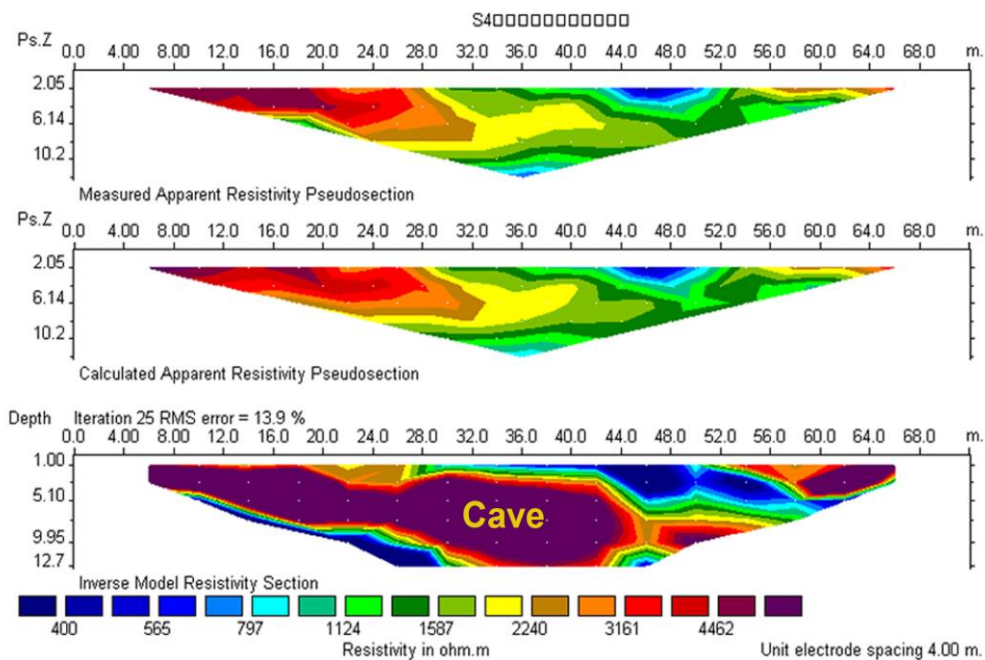 S4□□□□□□□□□□□
Ps.Z 0.0 4.00 8.0 12.0 16.0 20.0 24.0 28.0 32.0 36.0 40.0 44.0 48.0 52.0 56.0 60.0 64.0 68.0 m.
2.05
6.14
10.2
Measured Apparent Resistivity Pseudosection
Ps.Z 0.0 4.00 8.0 12.0 16.0 20.0 24.0 28.0 32.0 36.0 40.0 44.0 48.0 52.0 56.0 60.0 64.0 68.0 m.
2.05
6.14
10.2
Calculated Apparent Resistivity Pseudosection
Depth Iteration 25 RMS error = 13.9 %
0.0 4.00 8.0 12.0 16.0 20.0 24.0 28.0 32.0 36.0 40.0 44.0 48.0 52.0 56.0 60.0 64.0 68.0 m.
1.00
5.10
Cave
9.95
12.7
Inverse Model Resistivity Section
400 565 797 1124 1587 2240 3161 4462
Resistivity in ohm.m Unit electrode spacing 4.00 m.